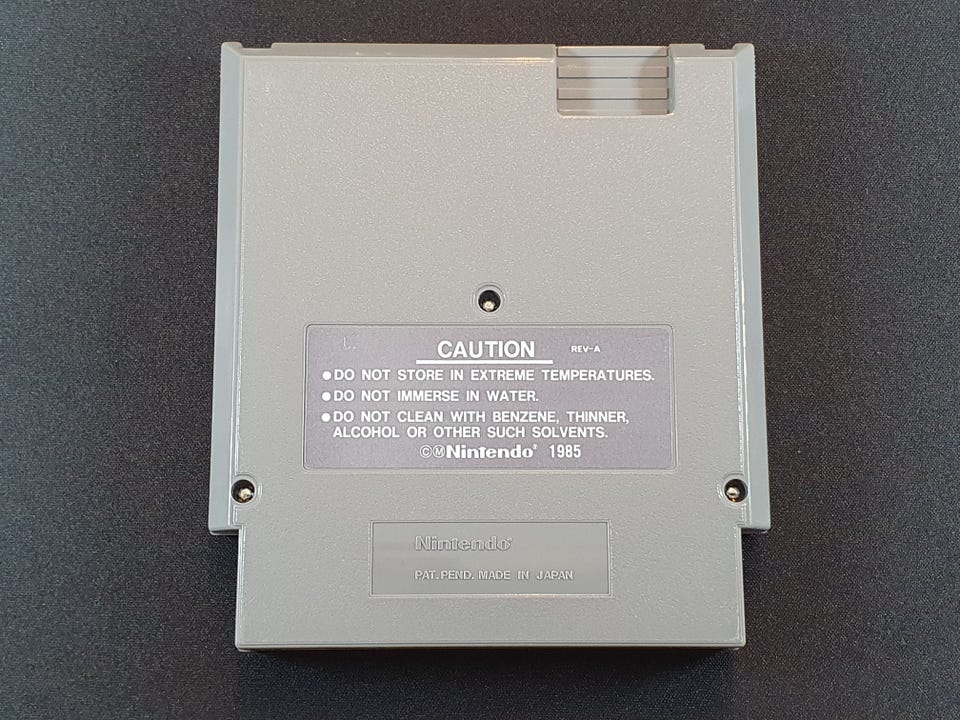 CAUTION REV-A
●DO NOT STORE IN EXTREME TEMPERATURES.
●DO NOT IMMERSE IN WATER.
●DO NOT CLEAN WITH BENZENE, THINNER,
ALCOHOL OR OTHER SUCH SOLVENTS.
©ⓂNintendo® 1985
Nintendo®
PAT. PEND. MADE IN JAPAN